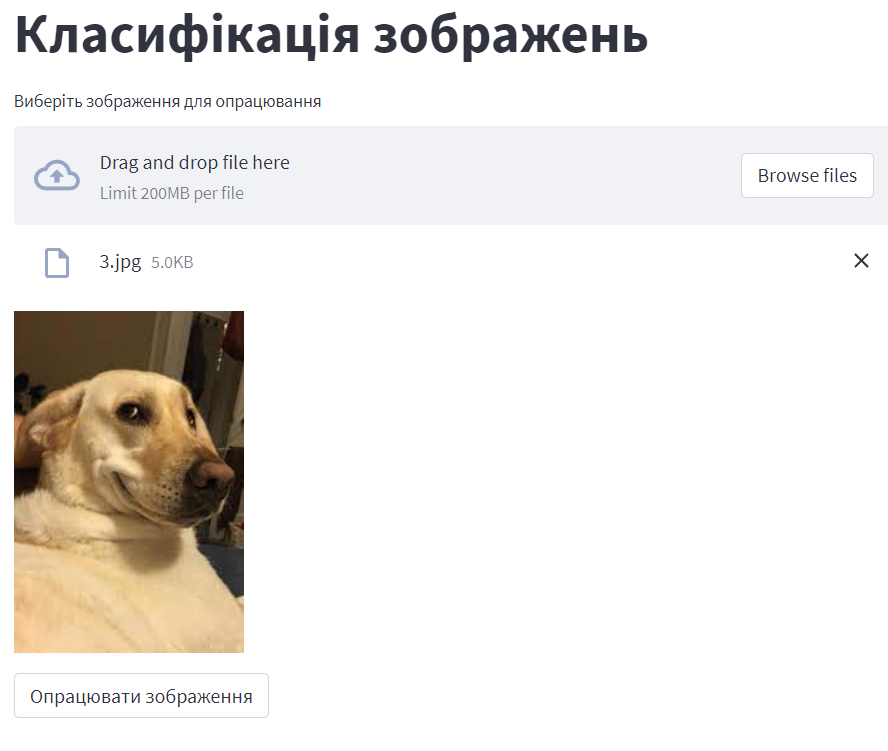 Класифікація зображень
Виберіть зображення для опрацювання
Drag and drop file here
Limit 200MB per file
Browse files
3.jpg 5.0KB
Опрацювати зображення